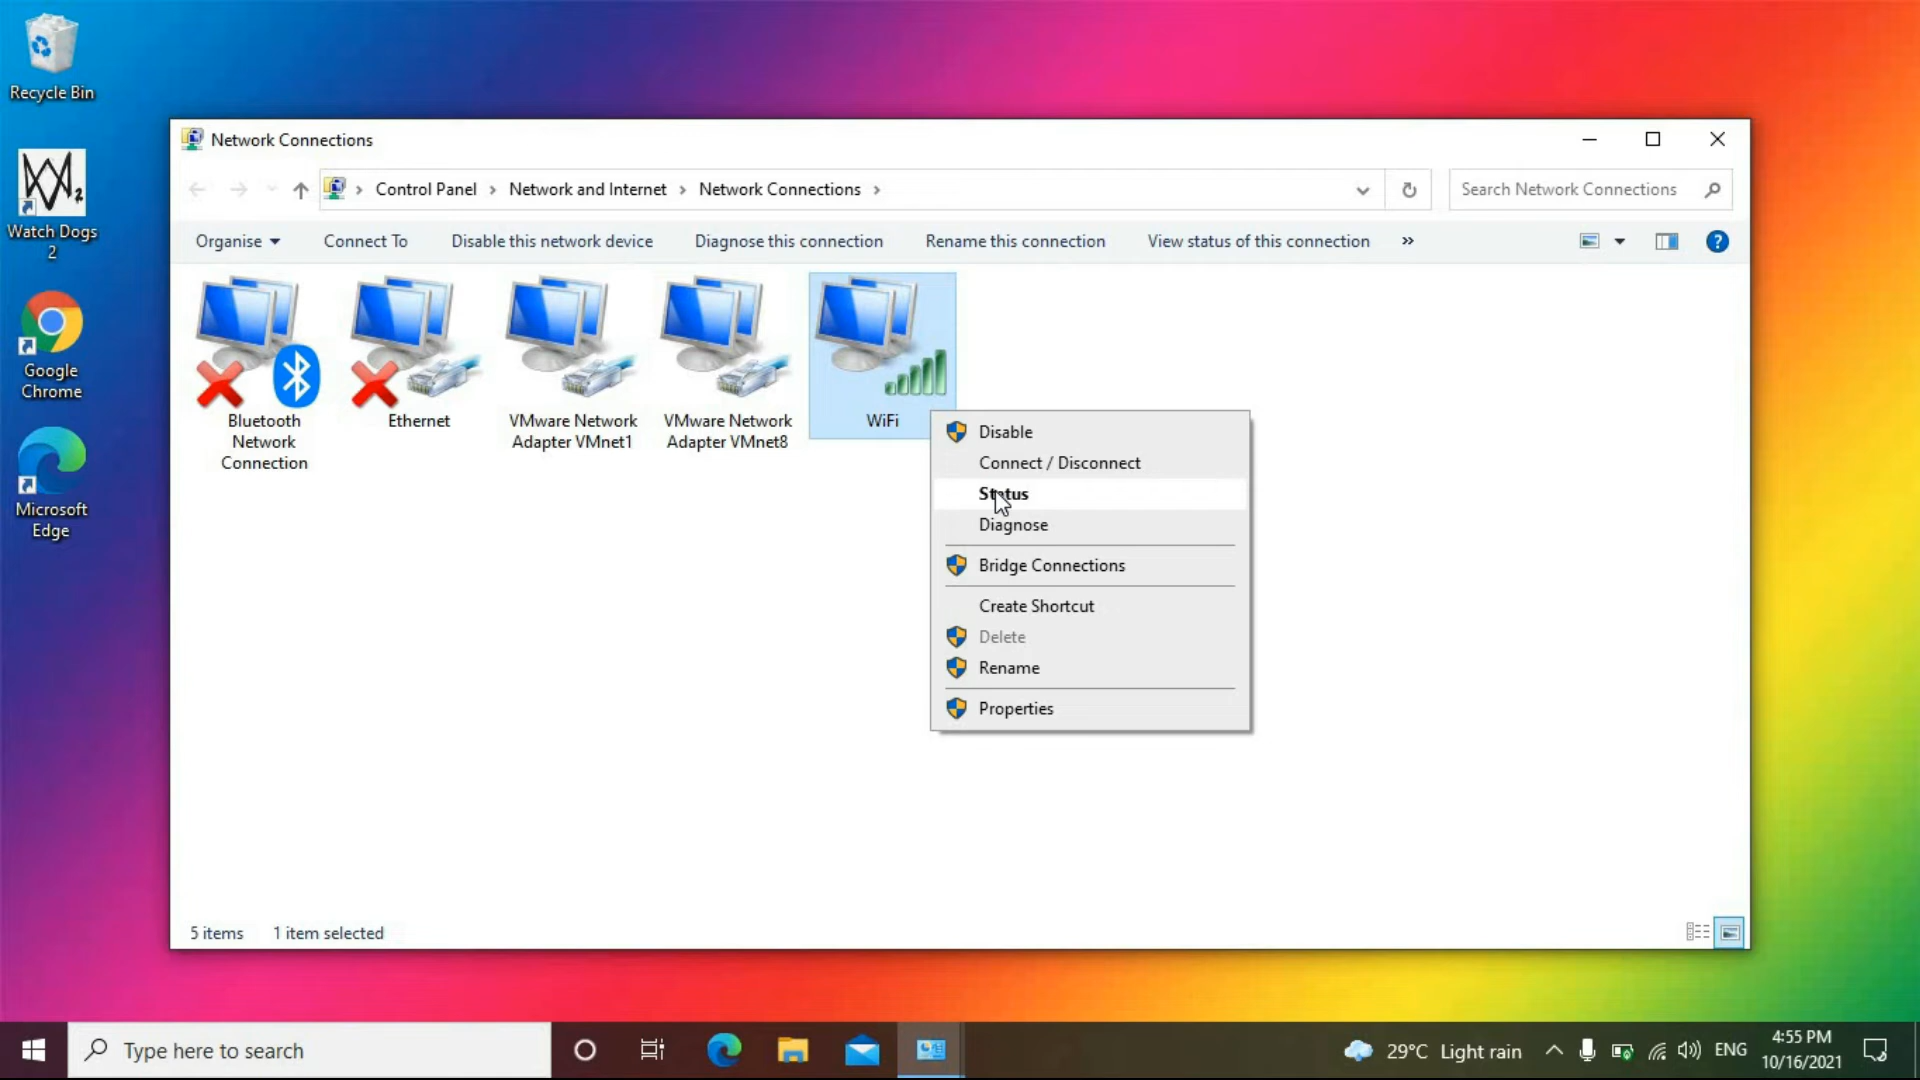 Recycle Bin
Watch Dogs
2
Google
Chrome
Microsoft
Edge
Network Connections
Control Panel
Network and Internet
Network Connections
Search Network Connections
Organise
Connect To
Disable this network device
Diagnose this connection
Rename this connection
View status of this connection
»
?
Bluetooth
Network
Connection
Ethernet
VMware Network
Adapter VMnet1
VMware Network
Adapter VMnet8
WiFi
Disable
Connect / Disconnect
Status
Diagnose
Bridge Connections
Create Shortcut
Delete
Rename
Properties
5 items
1 item selected
Type here to search
29°C Light rain
ENG
4:55 PM
10/16/2021